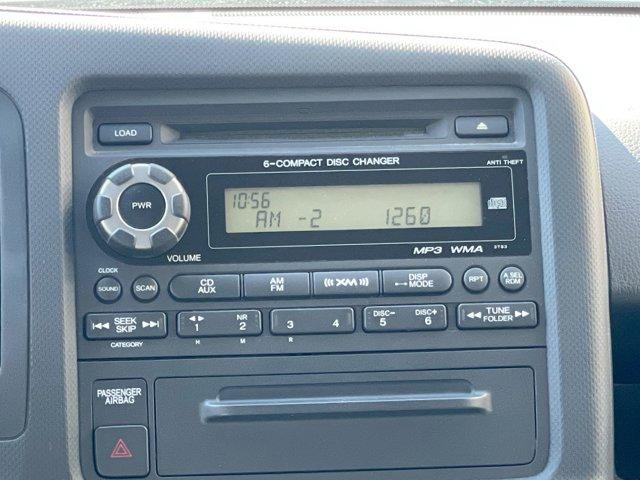 LOAD
6-COMPACT DISC CHANGER
ANTI THEFT
PWR
VOLUME
10:56
AM -2 1260
MP3 WMA 2TS3
CLOCK
SOUND
SCAN
CD
AUX
AM
FM
XM
DISP
MODE
RPT
A.SEL
RDM
SEEK
SKIP
CATEGORY
1
H
NR
2
M
3
R
4
DISC-
5
DISC+
6
TUNE
FOLDER
PASSENGER
AIRBAG